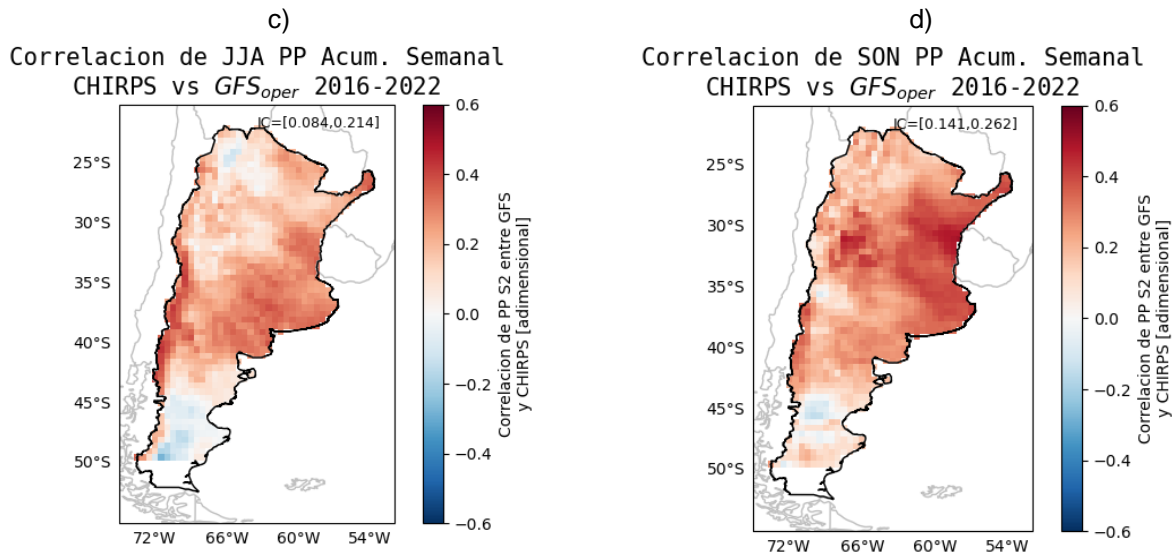 c)
Correlacion de JJA PP Acum. Semanal
CHIRPS vs GFS_oper 2016-2022
IC=[0.084,0.214]
25°S
30°S
35°S
40°S
45°S
50°S
72°W 66°W 60°W 54°W
0.6
0.4
0.2
0.0
−0.2
−0.4
−0.6
Correlacion de PP S2 entre GFS
y CHIRPS [adimensional]
d)
Correlacion de SON PP Acum. Semanal
CHIRPS vs GFS_oper 2016-2022
IC=[0.141,0.262]
25°S
30°S
35°S
40°S
45°S
50°S
72°W 66°W 60°W 54°W
0.6
0.4
0.2
0.0
−0.2
−0.4
−0.6
Correlacion de PP S2 entre GFS
y CHIRPS [adimensional]